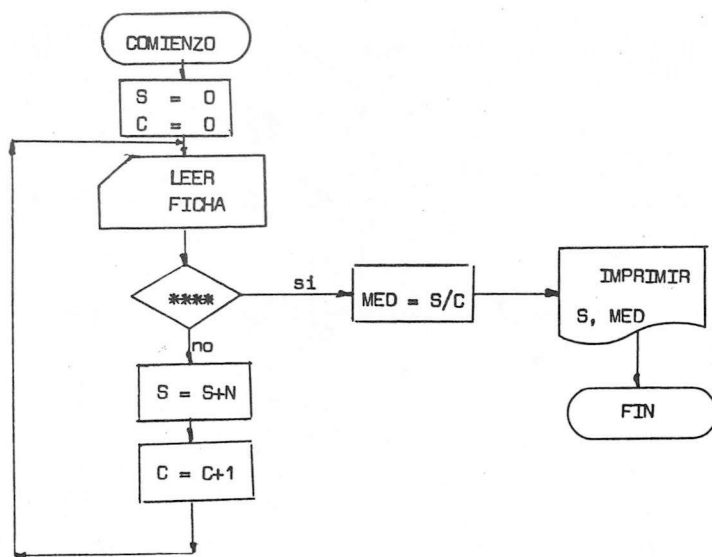 COMIENZO
S = 0
C = 0
LEER
FICHA
****
si
MED = S/C
IMPRIMIR
S, MED
FIN
no
S = S+N
C = C+1